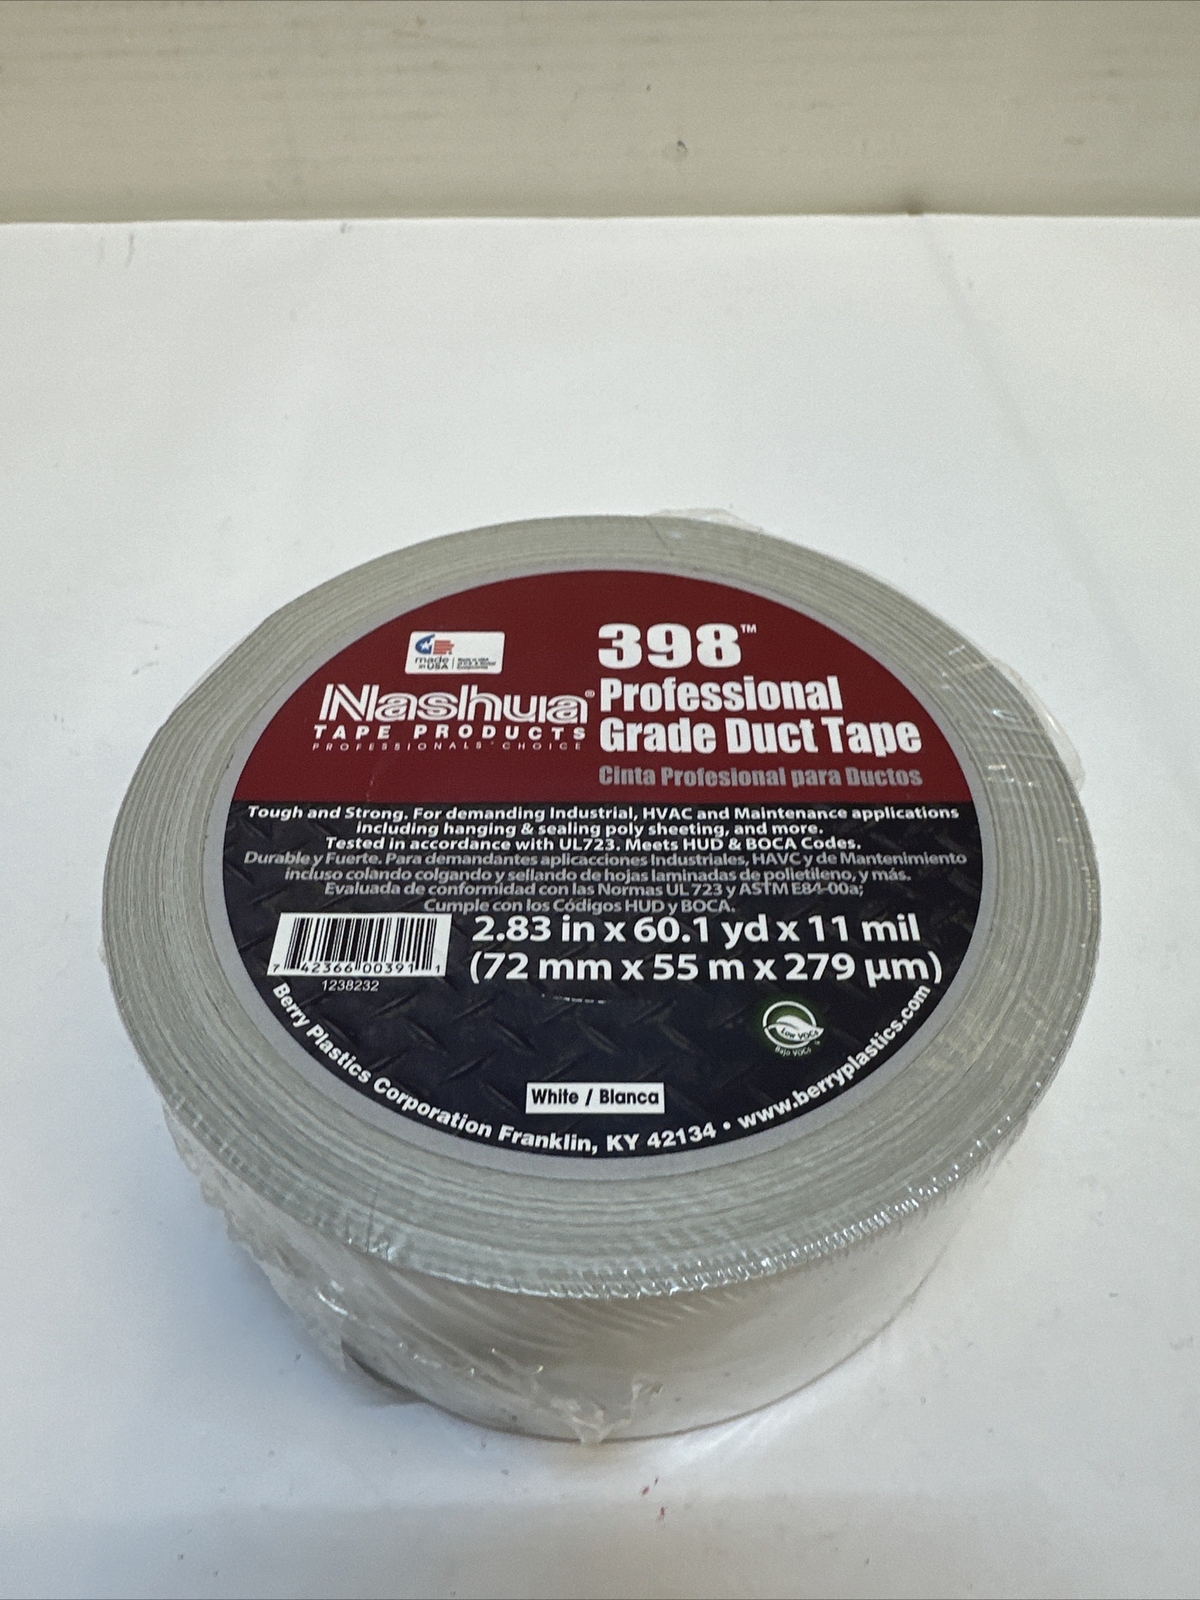 made
in USA
Nashua®
TAPE PRODUCTS
PROFESSIONALS' CHOICE
398™
Professional
Grade Duct Tape
Cinta Profesional para Ductos
Tough and Strong. For demanding Industrial, HVAC and Maintenance applications
including hanging & sealing poly sheeting, and more.
Tested in accordance with UL723. Meets HUD & BOCA Codes.
Durable y Fuerte. Para demandantes aplicacciones Industriales, HAVC y de Mantenimiento
incluso colando colgando y sellando de hojas laminadas de polietileno, y más.
Evaluada de conformidad con las Normas UL 723 y ASTM E84-00a;
Cumple con los Códigos HUD y BOCA.
2.83 in x 60.1 yd x 11 mil
(72 mm x 55 m x 279 µm)
7 42366 00391 1
1238232
Low VOCs
Bajo VOCs
White / Blanca
Berry Plastics Corporation Franklin, KY 42134 • www.berryplastics.com